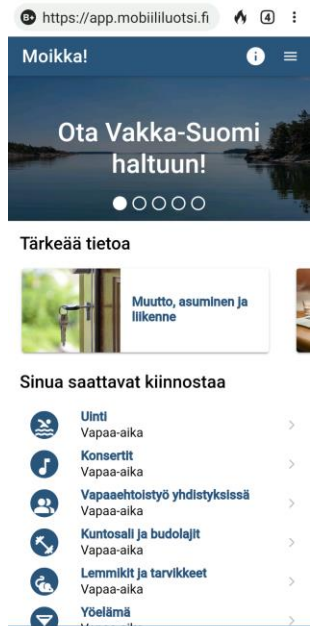 https://app.mobiililuotsi.fi
4
Moikka!
i
Ota Vakka-Suomi
haltuun!
Tärkeää tietoa
Muutto, asuminen ja
liikenne
Sinua saattavat kiinnostaa
Uinti
Vapaa-aika
Konsertit
Vapaa-aika
Vapaaehtoistyö yhdistyksissä
Vapaa-aika
Kuntosali ja budolajit
Vapaa-aika
Lemmikit ja tarvikkeet
Vapaa-aika
Yöelämä